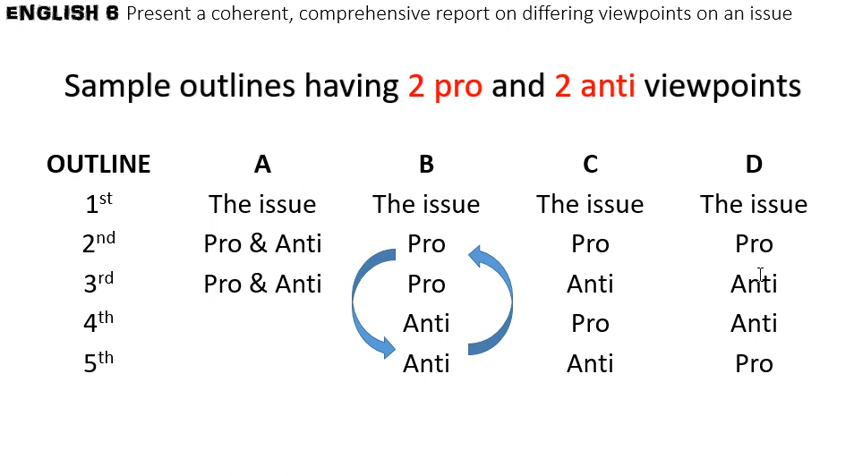 ENGLISH 6 Present a coherent, comprehensive report on differing viewpoints on an issue
Sample outlines having 2 pro and 2 anti viewpoints
OUTLINE A B C D
1st The issue The issue The issue The issue
2nd Pro & Anti Pro Pro Pro
3rd Pro & Anti Pro Anti Anti
4th Anti Pro Anti
5th Anti Anti Pro